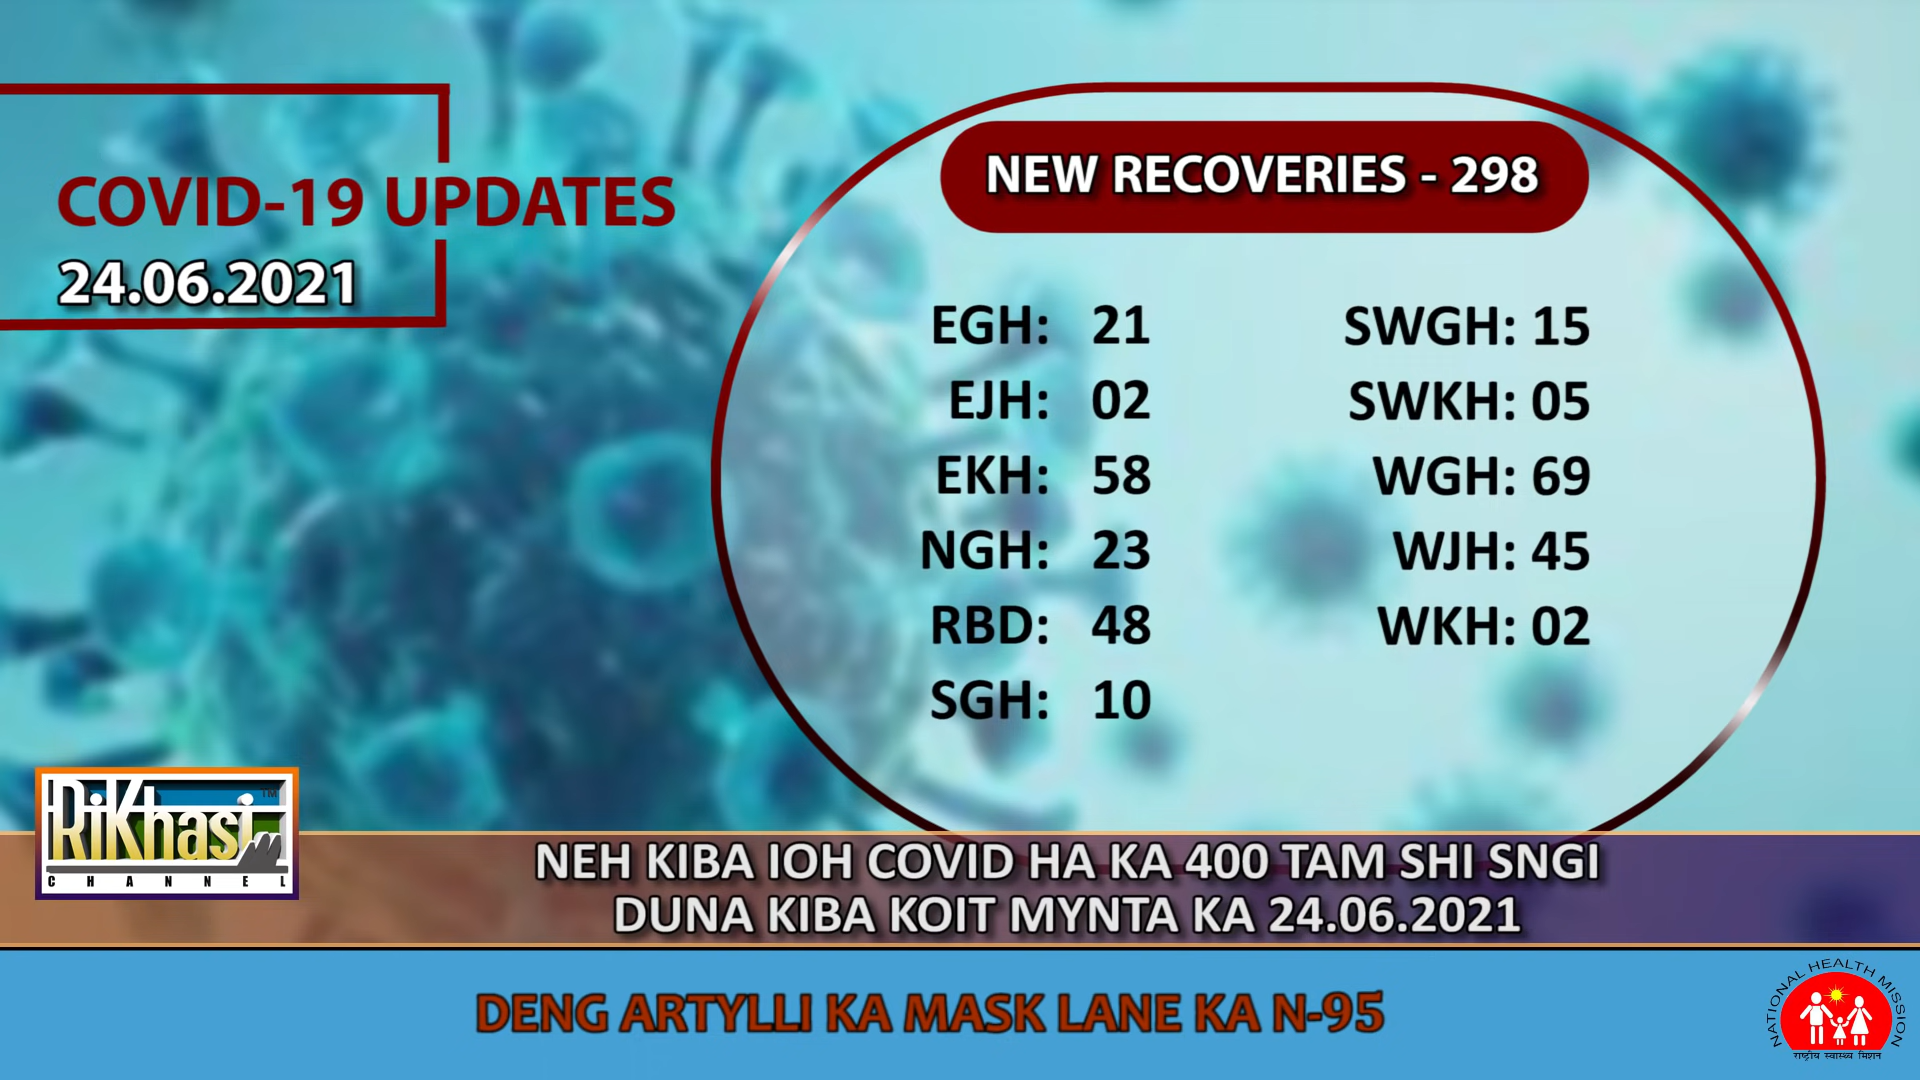 COVID-19 UPDATES
24.06.2021
NEW RECOVERIES - 298
EGH: 21
EJH: 02
EKH: 58
NGH: 23
RBD: 48
SGH: 10
SWGH: 15
SWKH: 05
WGH: 69
WJH: 45
WKH: 02
RiKhasi TM
CHANNEL
NEH KIBA IOH COVID HA KA 400 TAM SHI SNGI
DUNA KIBA KOIT MYNTA KA 24.06.2021
DENG ARTYLLI KA MASK LANE KA N-95
NATIONAL HEALTH MISSION
राष्ट्रीय स्वास्थ्य मिशन